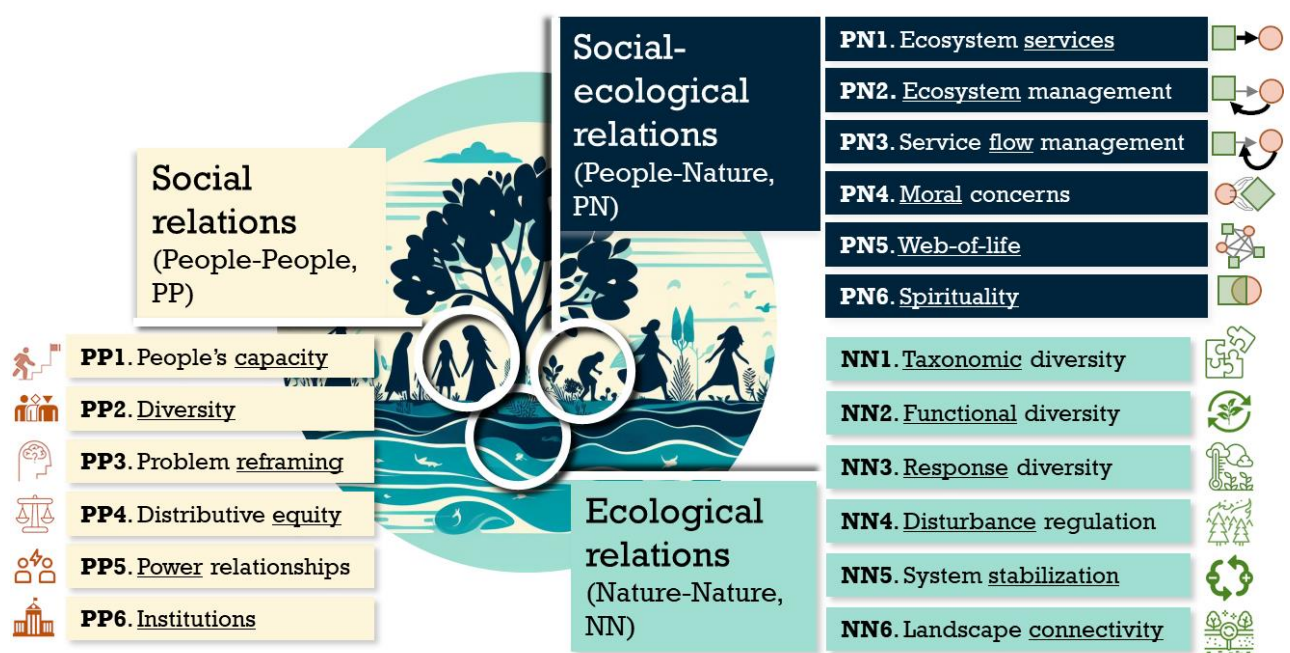 Social
relations
(People-People,
PP)
PP1. People's capacity
PP2. Diversity
PP3. Problem reframing
PP4. Distributive equity
PP5. Power relationships
PP6. Institutions
Social-
ecological
relations
(People-Nature,
PN)
PN1. Ecosystem services
PN2. Ecosystem management
PN3. Service flow management
PN4. Moral concerns
PN5. Web-of-life
PN6. Spirituality
Ecological
relations
(Nature-Nature,
NN)
NN1. Taxonomic diversity
NN2. Functional diversity
NN3. Response diversity
NN4. Disturbance regulation
NN5. System stabilization
NN6. Landscape connectivity